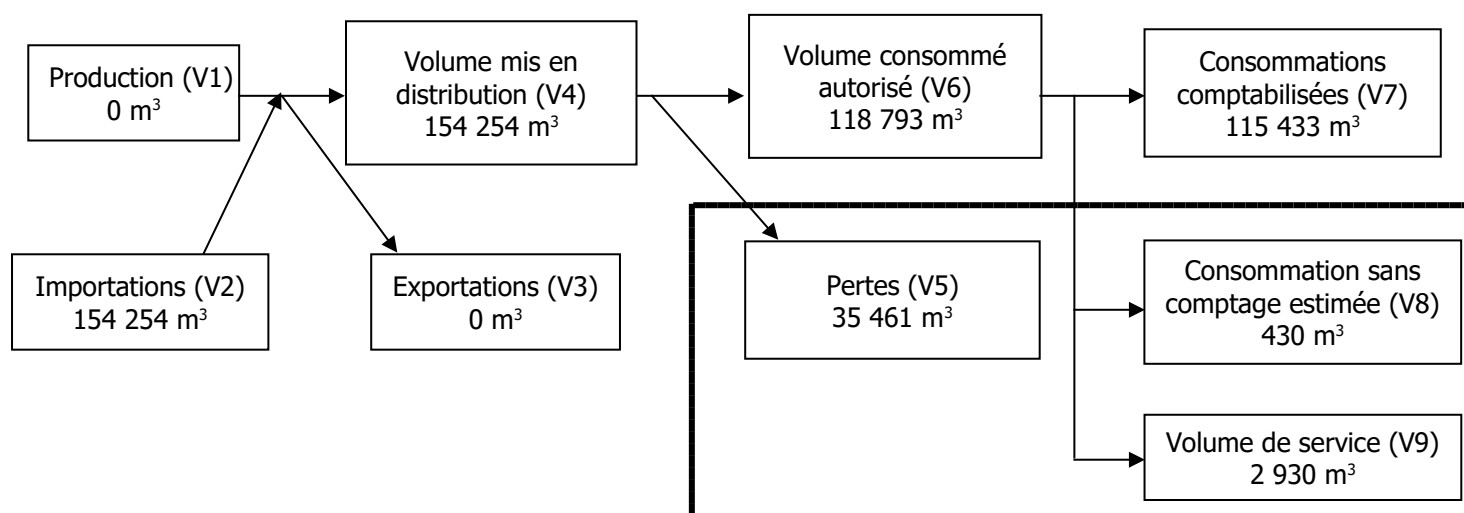 Production (V1)
0 m³
Volume mis en
distribution (V4)
154 254 m³
Volume consommé
autorisé (V6)
118 793 m³
Consommations
comptabilisées (V7)
115 433 m³
Importations (V2)
154 254 m³
Exportations (V3)
0 m³
Pertes (V5)
35 461 m³
Consommation sans
comptage estimée (V8)
430 m³
Volume de service (V9)
2 930 m³